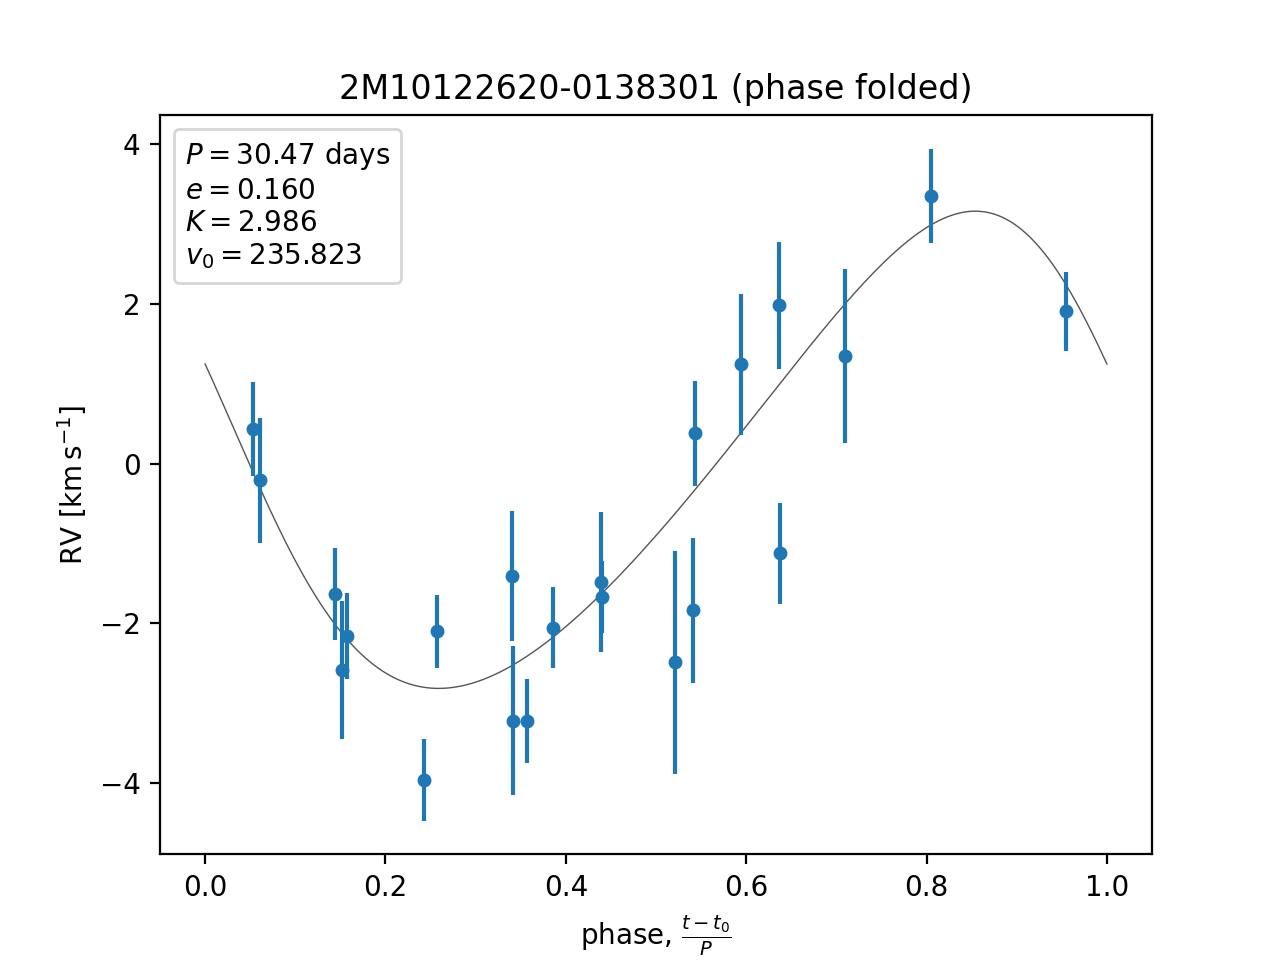 2M10122620-0138301 (phase folded)
P = 30.47 days
e = 0.160
K = 2.986
v₀ = 235.823
4
2
0
−2
−4
RV [km s⁻¹]
0.0 0.2 0.4 0.6 0.8 1.0
phase, (t − t₀)/P